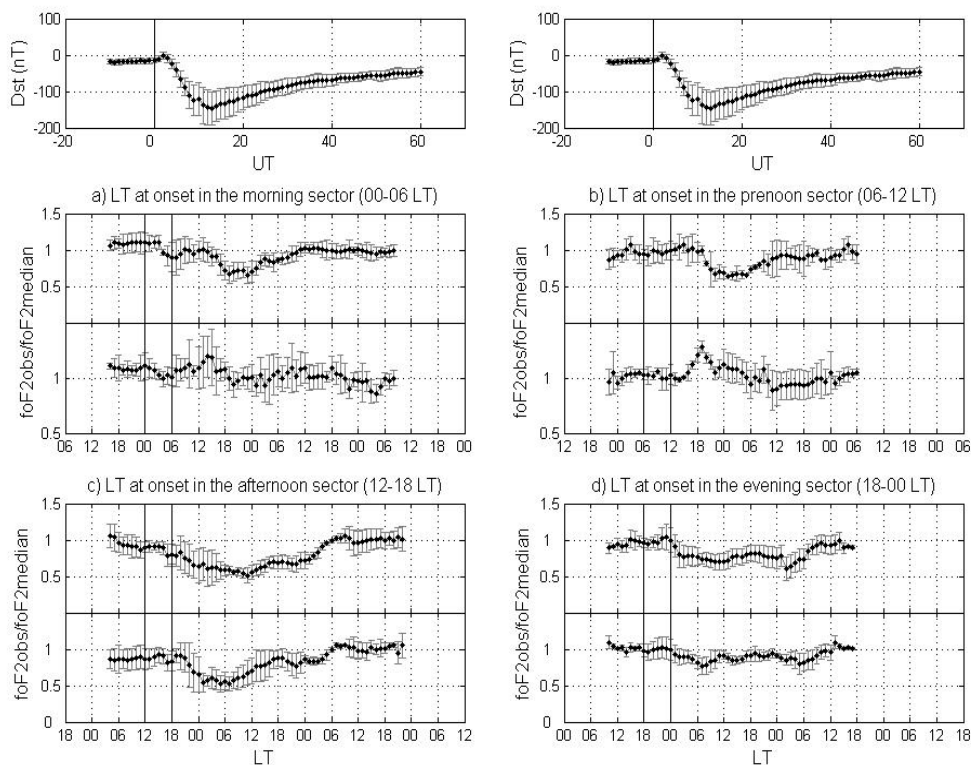 100
0
-100
-200
Dst (nT)
-20 0 20 40 60
UT
100
0
-100
-200
Dst (nT)
-20 0 20 40 60
UT
a) LT at onset in the morning sector (00-06 LT)
1.5
1
0.5
1
0.5
foF2obs/foF2median
06 12 18 00 06 12 18 00 06 12 18 00 06 12 18 00
b) LT at onset in the prenoon sector (06-12 LT)
1.5
1
0.5
1
0.5
foF2obs/foF2median
12 18 00 06 12 18 00 06 12 18 00 06 12 18 00 06
c) LT at onset in the afternoon sector (12-18 LT)
1.5
1
0.5
1
0.5
0
foF2obs/foF2median
18 00 06 12 18 00 06 12 18 00 06 12 18 00 06 12
LT
d) LT at onset in the evening sector (18-00 LT)
1.5
1
0.5
1
0.5
0
foF2obs/foF2median
00 06 12 18 00 06 12 18 00 06 12 18 00 06 12 18
LT